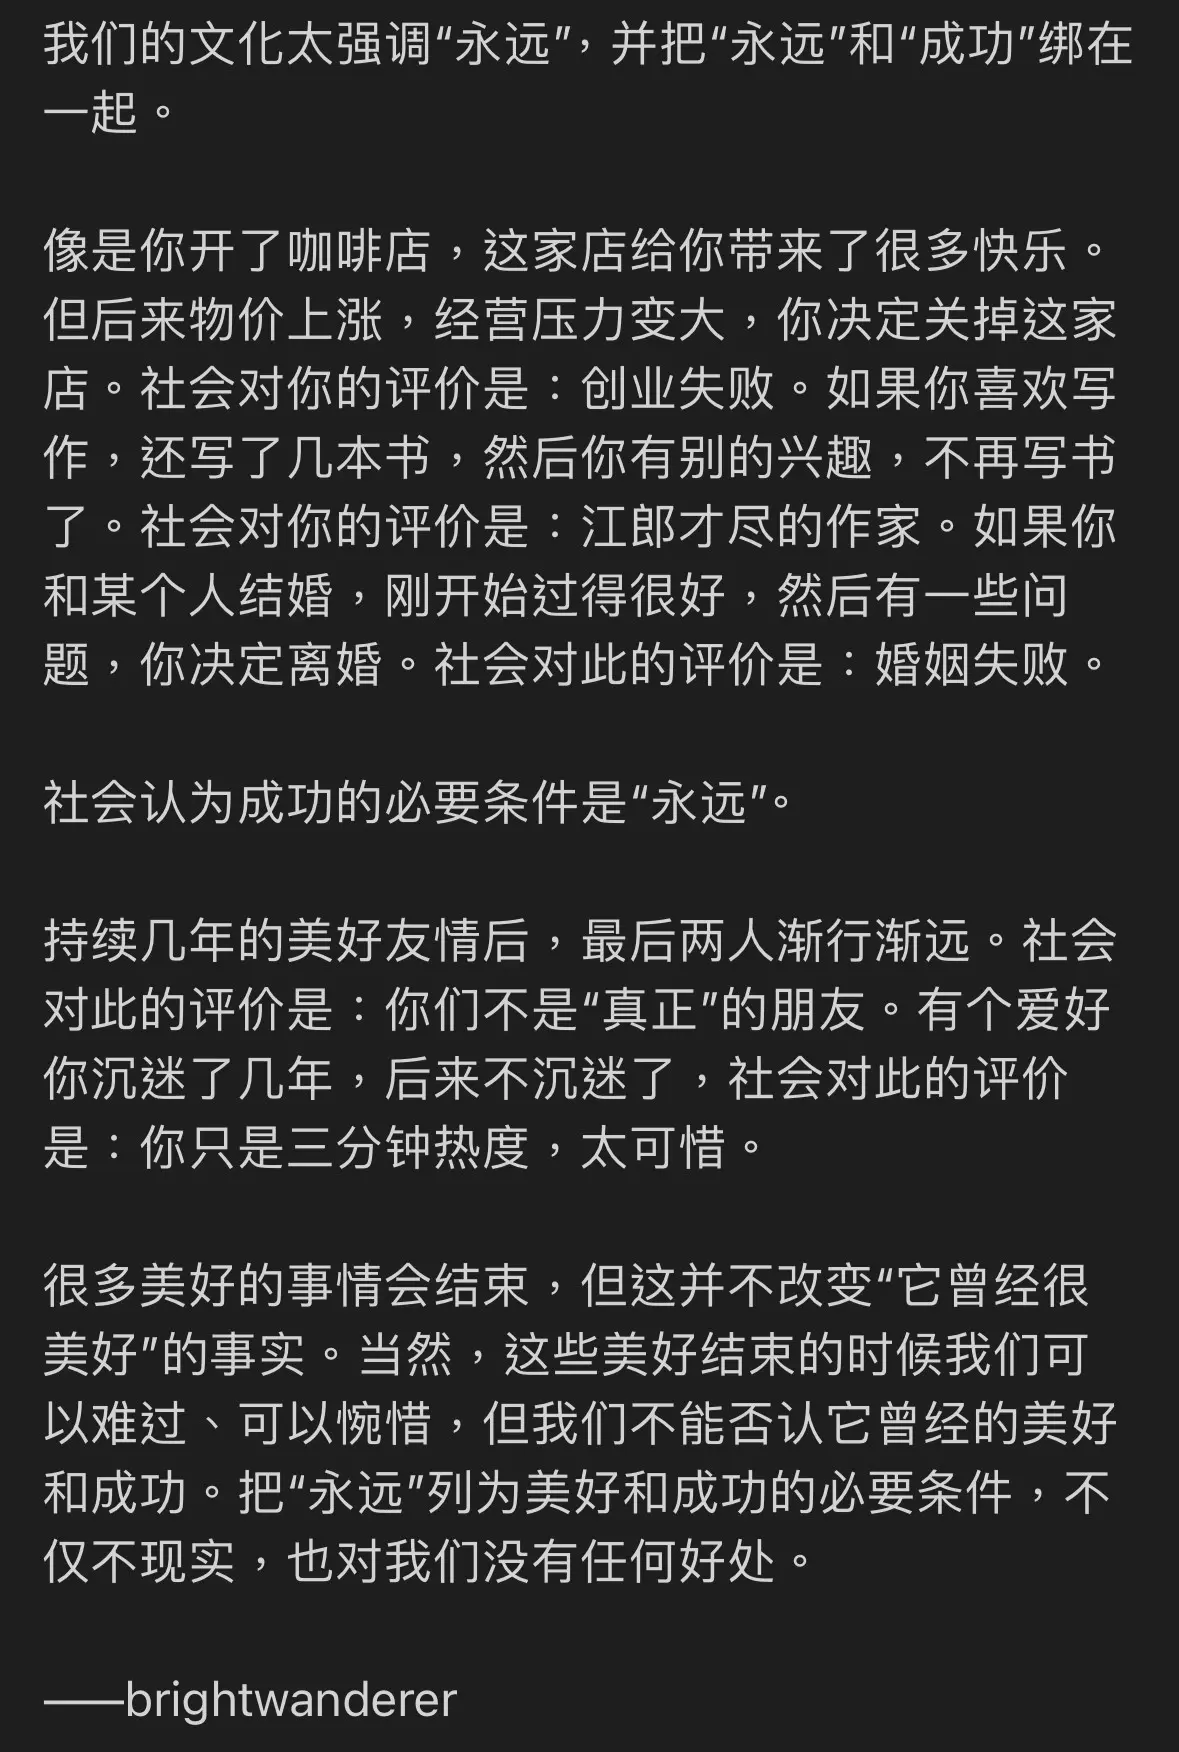 我们的文化太强调“永远”，并把“永远”和“成功”绑在
一起。
像是你开了咖啡店，这家店给你带来了很多快乐。
但后来物价上涨，经营压力变大，你决定关掉这家
店。社会对你的评价是：创业失败。如果你喜欢写
作，还写了几本书，然后你有别的兴趣，不再写书
了。社会对你的评价是：江郎才尽的作家。如果你
和某个人结婚，刚开始过得很好，然后有一些问
题，你决定离婚。社会对此的评价是：婚姻失败。
社会认为成功的必要条件是“永远”。
持续几年的美好友情后，最后两人渐行渐远。社会
对此的评价是：你们不是“真正”的朋友。有个爱好
你沉迷了几年，后来不沉迷了，社会对此的评价
是：你只是三分钟热度，太可惜。
很多美好的事情会结束，但这并不改变“它曾经很
美好”的事实。当然，这些美好结束的时候我们可
以难过、可以惋惜，但我们不能否认它曾经的美好
和成功。把“永远”列为美好和成功的必要条件，不
仅不现实，也对我们没有任何好处。
——brightwanderer